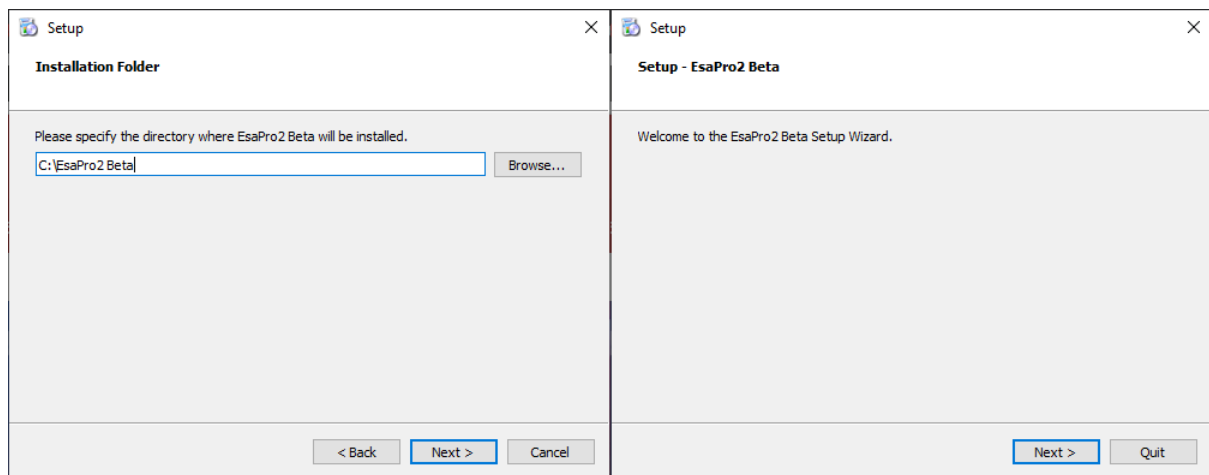 Setup
Installation Folder
Please specify the directory where EsaPro2 Beta will be installed.
C:\EsaPro2 Beta
Browse...
< Back
Next >
Cancel
Setup
Setup - EsaPro2 Beta
Welcome to the EsaPro2 Beta Setup Wizard.
Next >
Quit